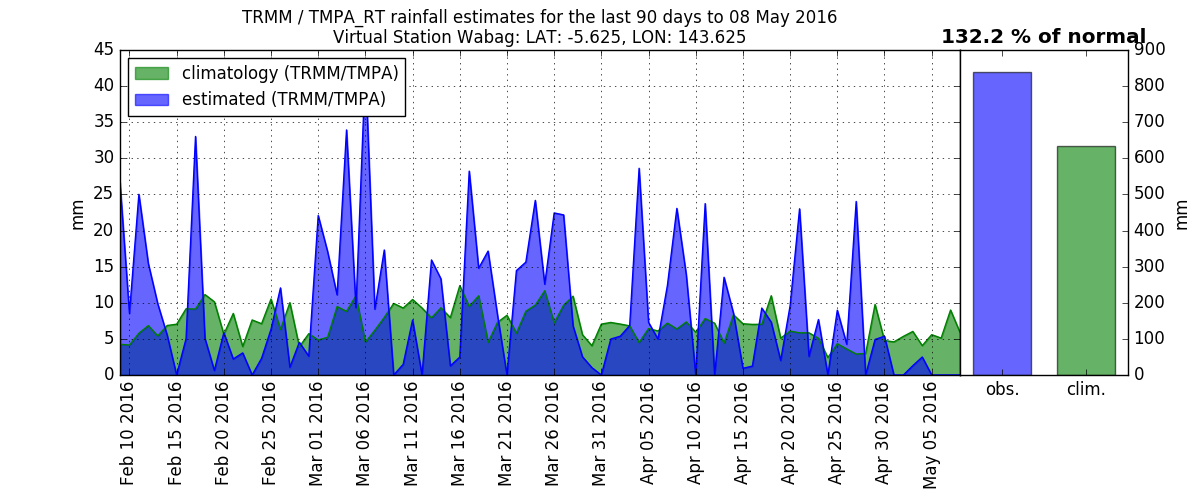 TRMM / TMPA_RT rainfall estimates for the last 90 days to 08 May 2016
Virtual Station Wabag: LAT: -5.625, LON: 143.625
132.2 % of normal
climatology (TRMM/TMPA)
estimated (TRMM/TMPA)
45
40
35
30
25
20
15
10
5
0
mm
Feb 10 2016
Feb 15 2016
Feb 20 2016
Feb 25 2016
Mar 01 2016
Mar 06 2016
Mar 11 2016
Mar 16 2016
Mar 21 2016
Mar 26 2016
Mar 31 2016
Apr 05 2016
Apr 10 2016
Apr 15 2016
Apr 20 2016
Apr 25 2016
Apr 30 2016
May 05 2016
obs.
clim.
900
800
700
600
500
400
300
200
100
0
mm